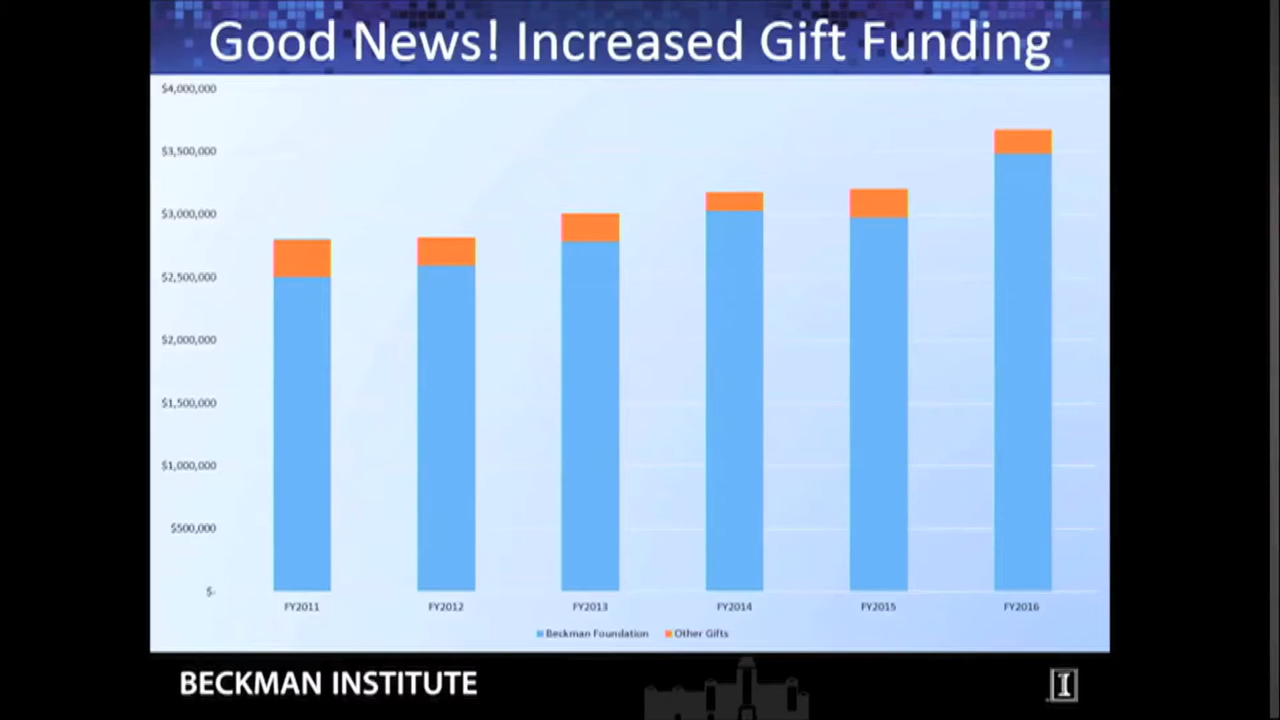 Good News! Increased Gift Funding
$4,000,000
$3,500,000
$3,000,000
$2,500,000
$2,000,000
$1,500,000
$1,000,000
$500,000
$-
FY2011 FY2012 FY2013 FY2014 FY2015 FY2016
Beckman Foundation Other Gifts
BECKMAN INSTITUTE
I